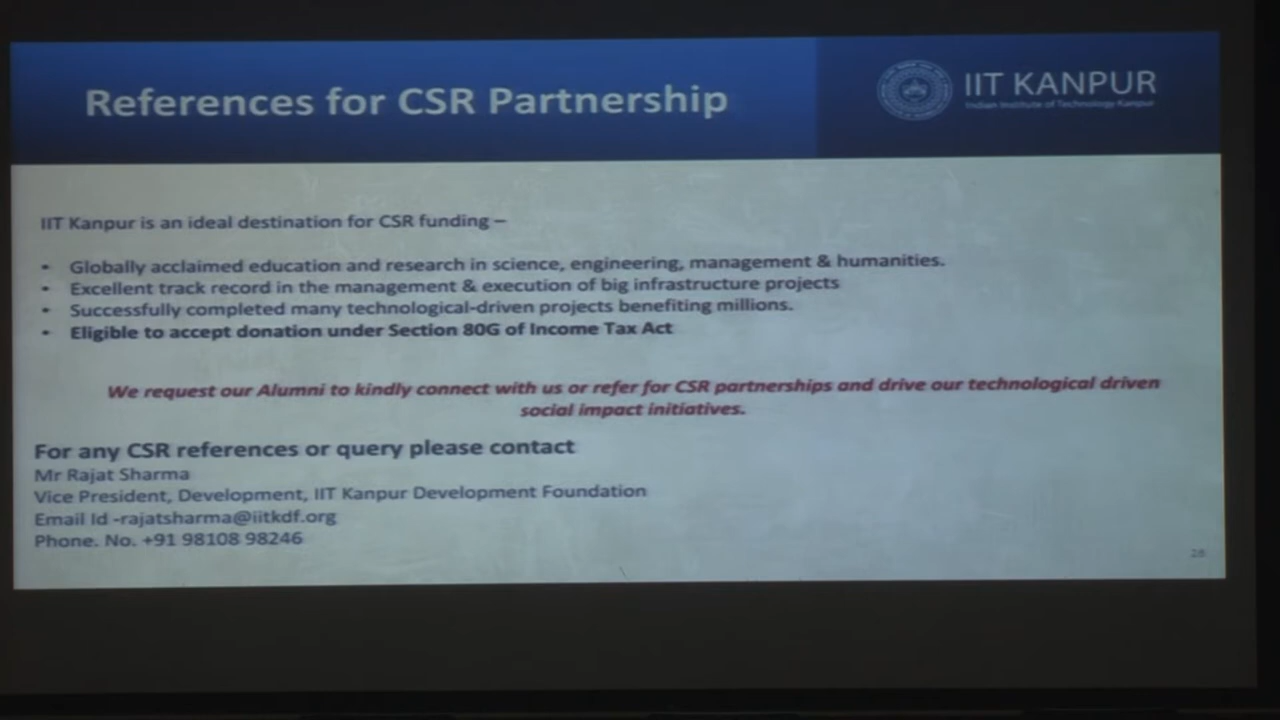 References for CSR Partnership
IIT KANPUR
Indian Institute of Technology Kanpur
IIT Kanpur is an ideal destination for CSR funding –
• Globally acclaimed education and research in science, engineering, management & humanities.
• Excellent track record in the management & execution of big infrastructure projects
• Successfully completed many technological-driven projects benefiting millions.
• Eligible to accept donation under Section 80G of Income Tax Act
We request our Alumni to kindly connect with us or refer for CSR partnerships and drive our technological driven
social impact initiatives.
For any CSR references or query please contact
Mr Rajat Sharma
Vice President, Development, IIT Kanpur Development Foundation
Email Id -rajatsharma@iitkdf.org
Phone. No. +91 98108 98246